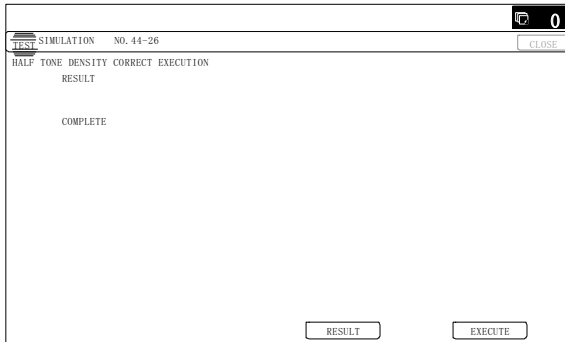 0
TEST SIMULATION NO.44-26
CLOSE
HALF TONE DENSITY CORRECT EXECUTION
RESULT
COMPLETE
RESULT EXECUTE